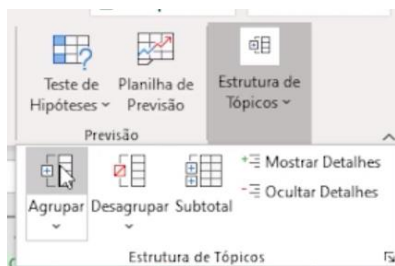 Teste de Hipóteses
Planilha de Previsão
Estrutura de Tópicos
Previsão
Agrupar
Desagrupar
Subtotal
Mostrar Detalhes
Ocultar Detalhes
Estrutura de Tópicos